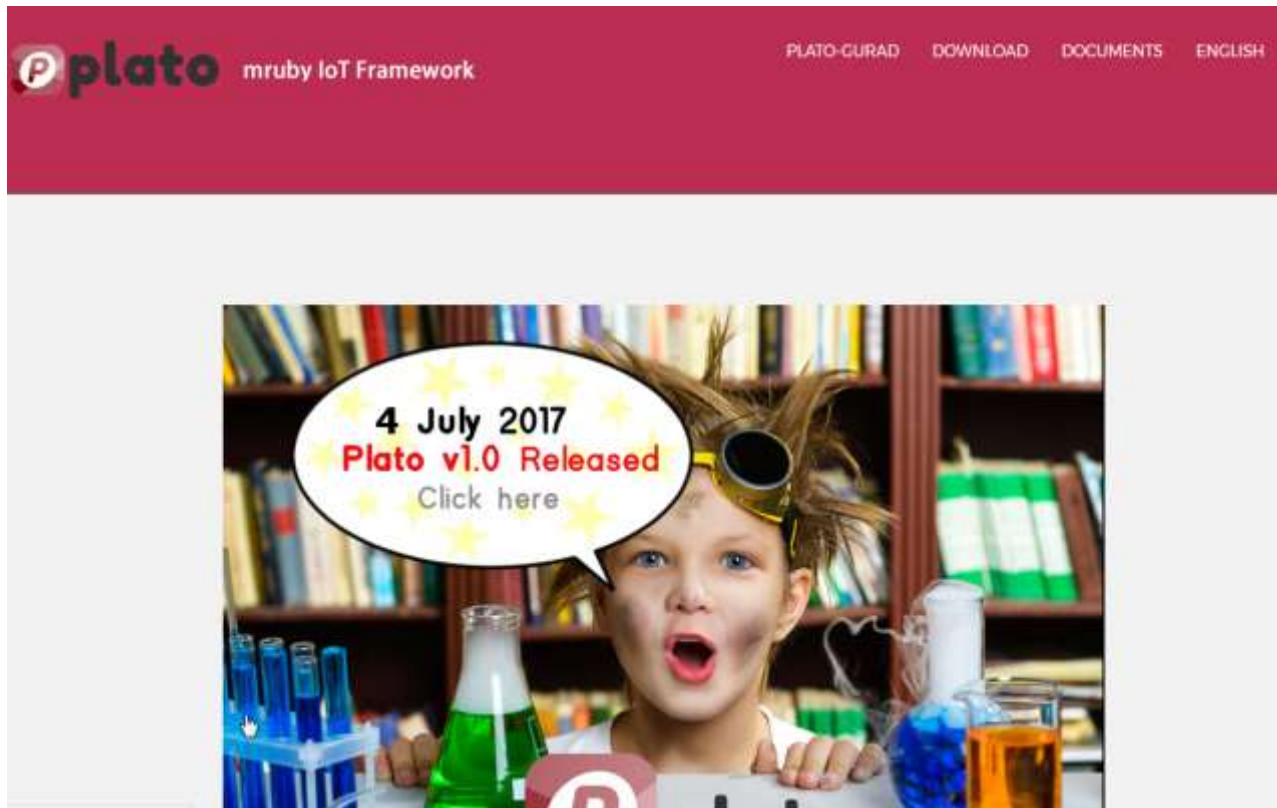 plato mruby IoT Framework
PLATO-GURAD DOWNLOAD DOCUMENTS ENGLISH
4 July 2017
Plato v1.0 Released
Click here